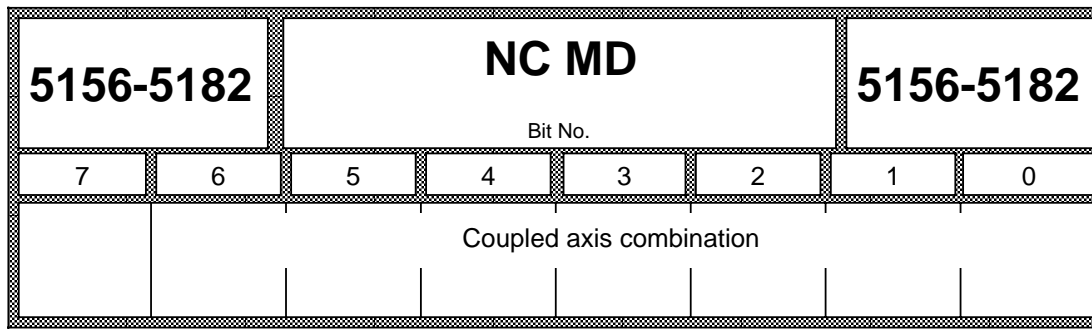 5156-5182 NC MD 5156-5182
Bit No.
7 6 5 4 3 2 1 0
Coupled axis combination